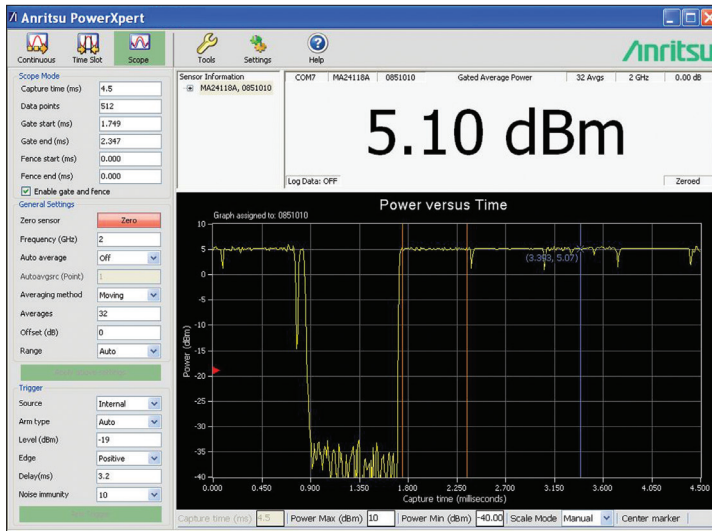 Anritsu PowerXpert
Continuous
Time Slot
Scope
Tools
Settings
Help
Anritsu
Scope Mode
Capture time (ms) 4.5
Data points 512
Gate start (ms) 1.749
Gate end (ms) 2.347
Fence start (ms) 0.000
Fence end (ms) 0.000
Enable gate and fence
General Settings
Zero sensor Zero
Frequency (GHz) 2
Auto average Off
Autoavgsrc (Point) 1
Averaging method Moving
Averages 32
Offset (dB) 0
Range Auto
Trigger
Source Internal
Arm type Auto
Level (dBm) -19
Edge Positive
Delay(ms) 3.2
Noise immunity 10
Sensor Information
MA24118A, 0851010
COM7 MA24118A 0851010 Gated Average Power 32 Avgs 2 GHz 0.00 dB
5.10 dBm
Log Data: OFF
Zeroed
Power versus Time
Graph assigned to: 0851010
10
5
0
-5
-10
-15
-20
-25
-30
-35
-40
Power (dBm)
(3.393, 5.07)
0.000 0.450 0.900 1.350 1.800 2.250 2.700 3.150 3.600 4.050 4.500
Capture time (milliseconds)
Capture time (ms) 4.5 Power Max (dBm) 10 Power Min (dBm) -40.00 Scale Mode Manual Center marker